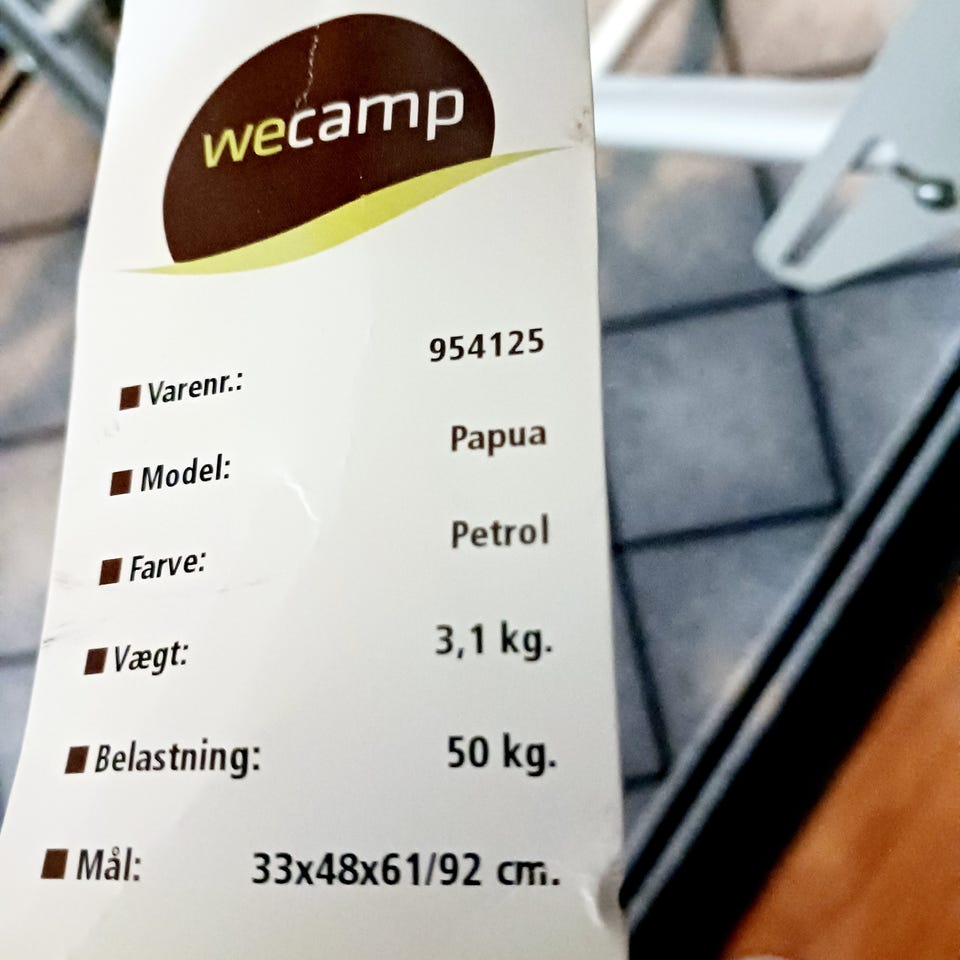 wecamp
Varenr.: 954125
Model: Papua
Farve: Petrol
Vægt: 3,1 kg.
Belastning: 50 kg.
Mål: 33x48x61/92 cm.